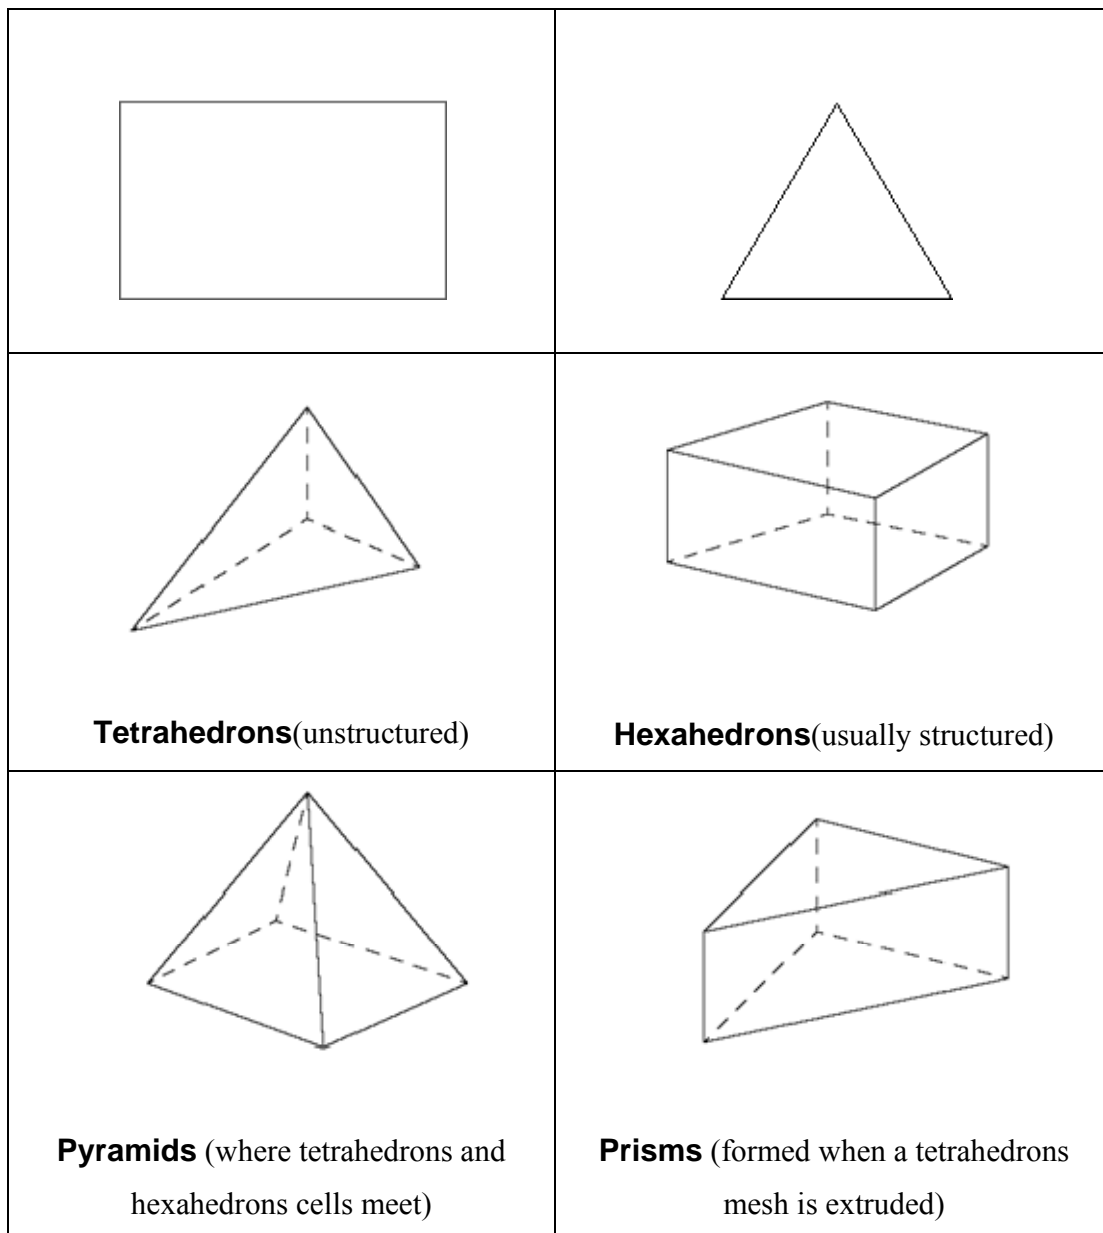 Tetrahedrons(unstructured)
Hexahedrons(usually structured)
Pyramids (where tetrahedrons and
hexahedrons cells meet)
Prisms (formed when a tetrahedrons
mesh is extruded)